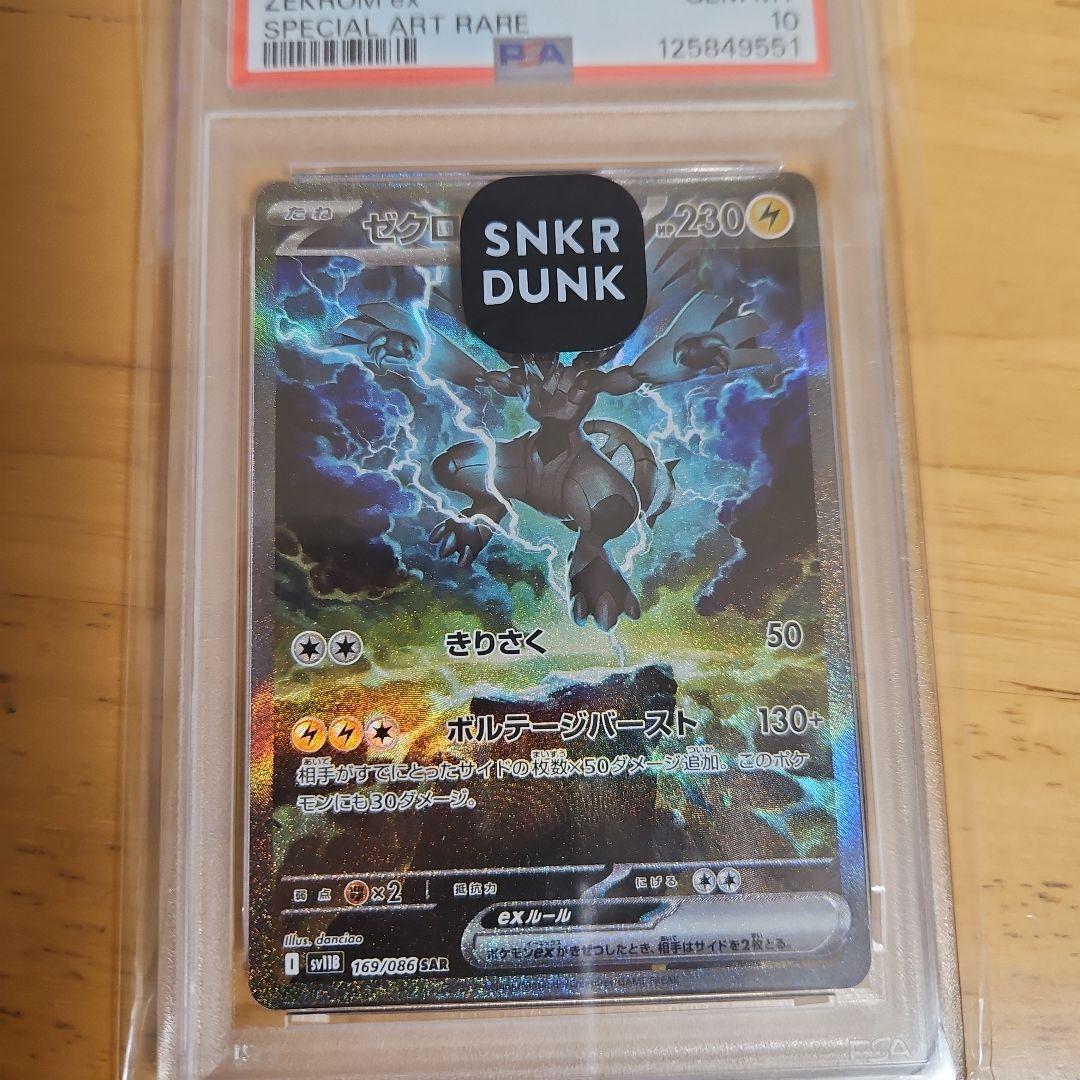 ZEKROM ex
SPECIAL ART RARE
10
PSA
125849551
たね
ゼクロ
HP230
SNKR
DUNK
きりさく 50
ボルテージバースト 130+
相手がすでにとったサイドの枚数×50ダメージ追加。このポケ
モンにも30ダメージ。
弱点 ×2 抵抗力 にげる
exルール
ポケモンexがきぜつしたとき、相手はサイドを2枚とる。
Illus. danciao
I sv11B 169/086 SAR
PSA